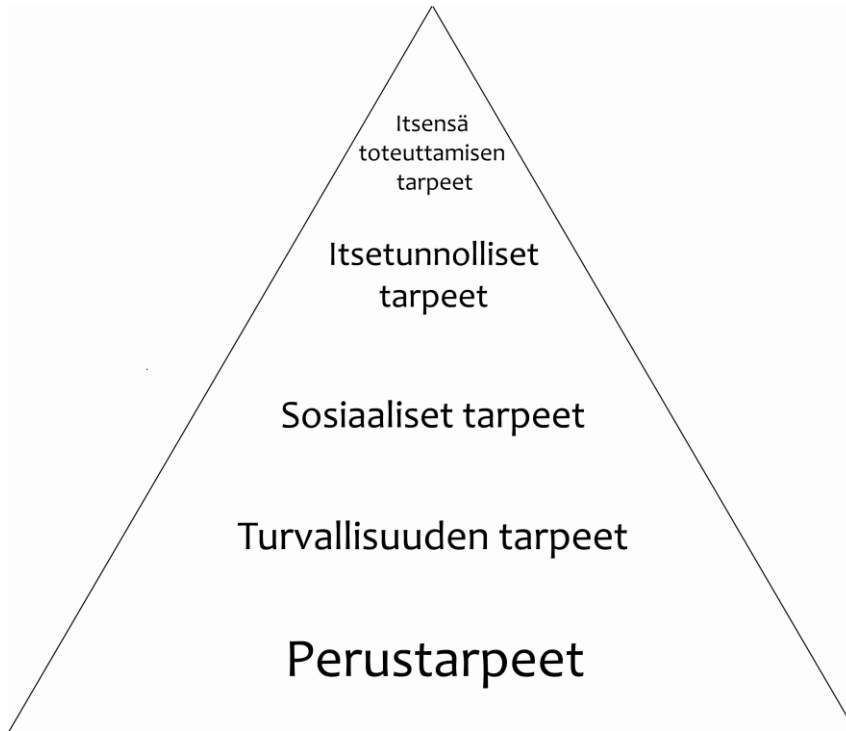 Itsensä
toteuttamisen
tarpeet
Itsetunnolliset
tarpeet
Sosiaaliset tarpeet
Turvallisuuden tarpeet
Perustarpeet